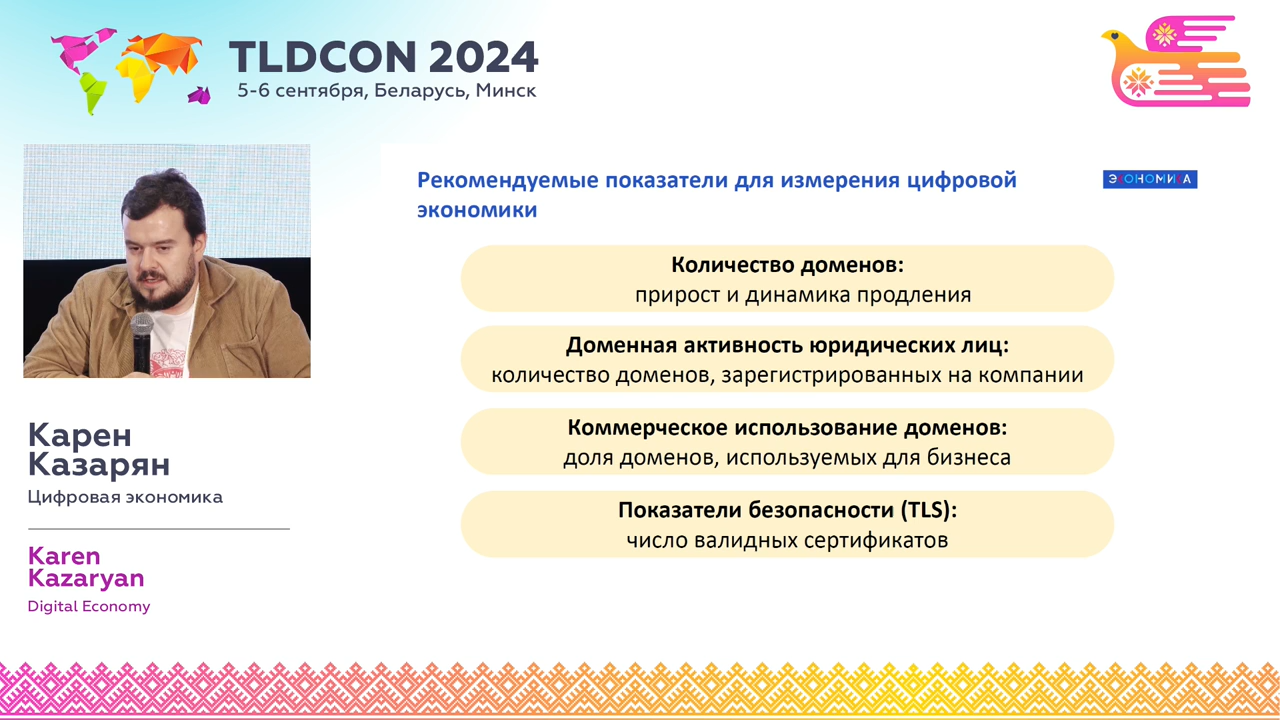 TLDCON 2024
5-6 сентября, Беларусь, Минск
Рекомендуемые показатели для измерения цифровой
экономики
ЭКОНОМИКА
Количество доменов:
прирост и динамика продления
Доменная активность юридических лиц:
количество доменов, зарегистрированных на компании
Коммерческое использование доменов:
доля доменов, используемых для бизнеса
Показатели безопасности (TLS):
число валидных сертификатов
Карен
Казарян
Цифровая экономика
Karen
Kazaryan
Digital Economy